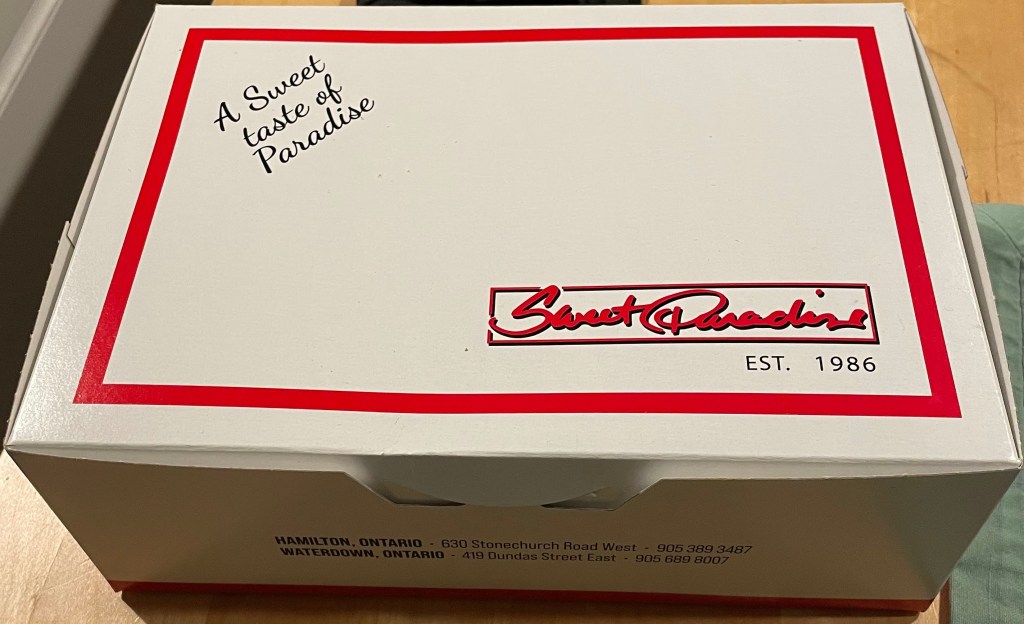 A Sweet
taste of
Paradise
Sweet Paradise
EST. 1986
HAMILTON, ONTARIO · 630 Stonechurch Road West · 905 389 3487
WATERDOWN, ONTARIO · 419 Dundas Street East · 905 689 8007